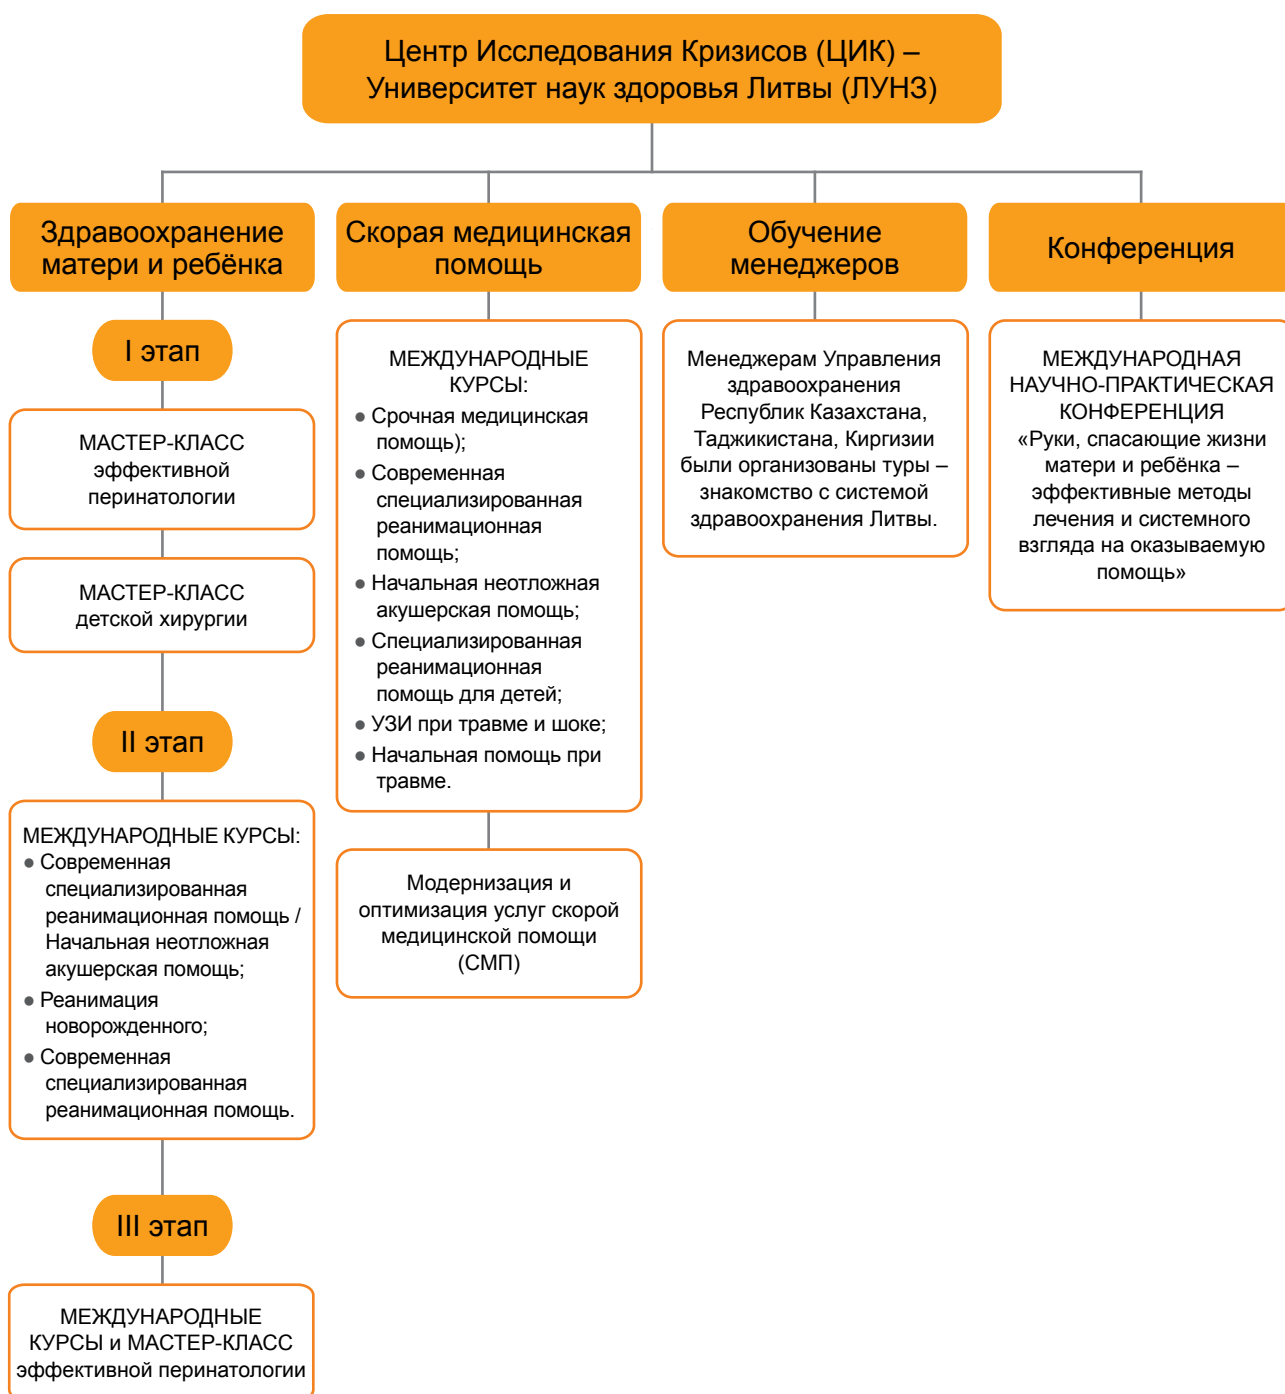 Центр Исследования Кризисов (ЦИК) –
Университет наук здоровья Литвы (ЛУНЗ)
Здравоохранение
матери и ребёнка
I этап
МАСТЕР-КЛАСС
эффективной
перинатологии
МАСТЕР-КЛАСС
детской хирургии
II этап
МЕЖДУНАРОДНЫЕ КУРСЫ:
● Современная
специализированная
реанимационная помощь /
Начальная неотложная
акушерская помощь;
● Реанимация
новорожденного;
● Современная
специализированная
реанимационная помощь.
III этап
МЕЖДУНАРОДНЫЕ
КУРСЫ и МАСТЕР-КЛАСС
эффективной перинатологии
Скорая медицинская
помощь
МЕЖДУНАРОДНЫЕ
КУРСЫ:
● Срочная медицинская
помощь);
● Современная
специализированная
реанимационная
помощь;
● Начальная неотложная
акушерская помощь;
● Специализированная
реанимационная
помощь для детей;
● УЗИ при травме и шоке;
● Начальная помощь при
травме.
Модернизация и
оптимизация услуг скорой
медицинской помощи
(СМП)
Обучение
менеджеров
Менеджерам Управления
здравоохранения
Республик Казахстана,
Таджикистана, Киргизии
были организованы туры –
знакомство с системой
здравоохранения Литвы.
Конференция
МЕЖДУНАРОДНАЯ
НАУЧНО-ПРАКТИЧЕСКАЯ
КОНФЕРЕНЦИЯ
«Руки, спасающие жизни
матери и ребёнка –
эффективные методы
лечения и системного
взгляда на оказываемую
помощь»